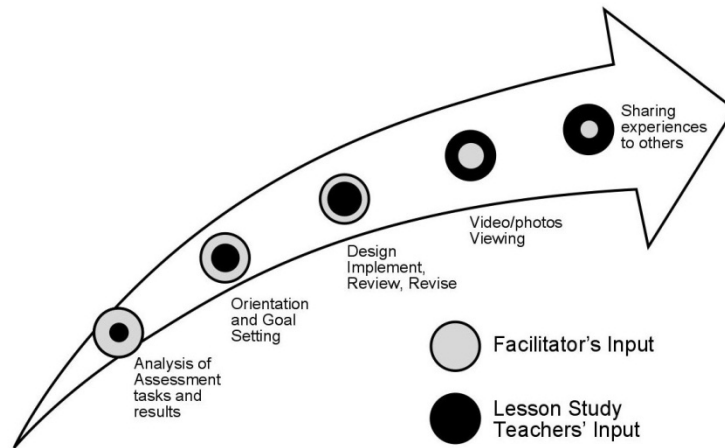 Analysis of
Assessment
tasks and
results
Orientation
and Goal
Setting
Design
Implement,
Review, Revise
Video/photos
Viewing
Sharing
experiences
to others
Facilitator's Input
Lesson Study
Teachers' Input